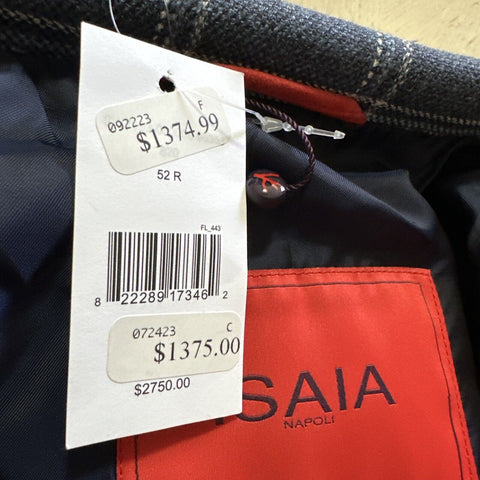 092223 F
$1374.99
52 R
FL_443
8 22289 17346 2
072423 C
$1375.00
$2750.00
ISAIA
NAPOLI